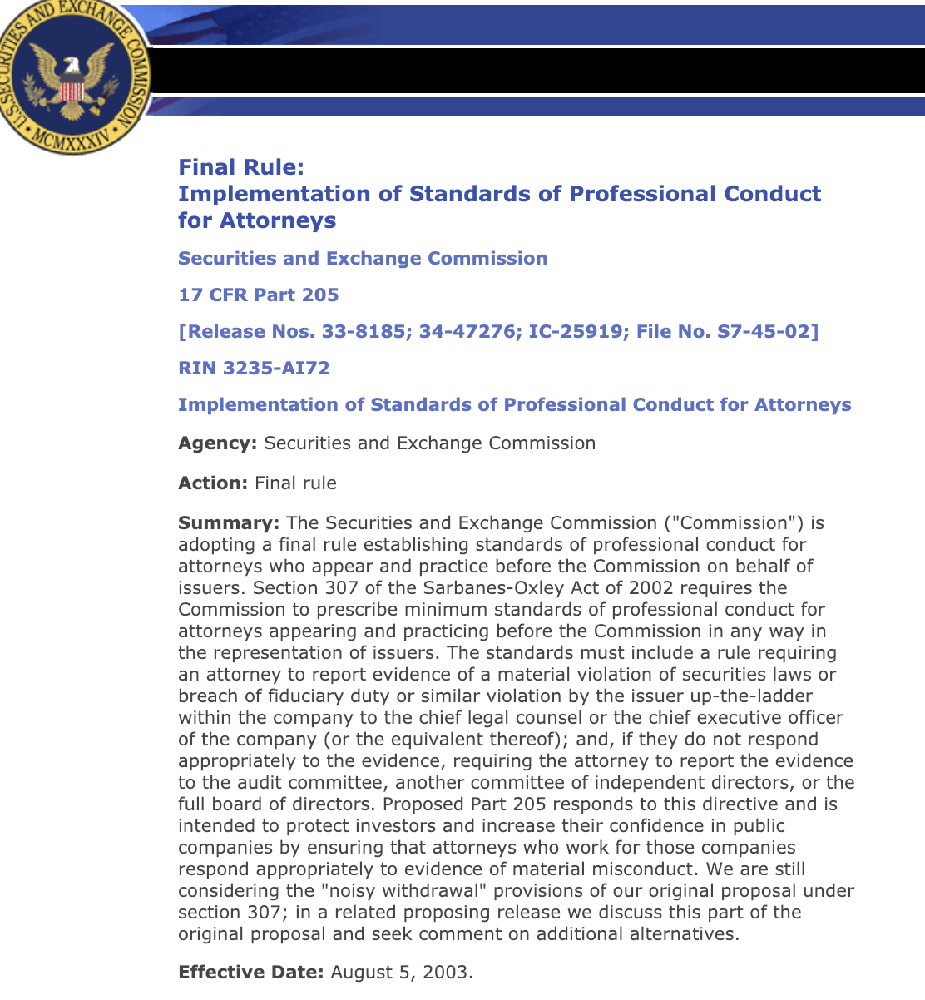 U.S. SECURITIES AND EXCHANGE COMMISSION
MCMXXXIV
Final Rule:
Implementation of Standards of Professional Conduct
for Attorneys
Securities and Exchange Commission
17 CFR Part 205
[Release Nos. 33-8185; 34-47276; IC-25919; File No. S7-45-02]
RIN 3235-AI72
Implementation of Standards of Professional Conduct for Attorneys
Agency: Securities and Exchange Commission
Action: Final rule
Summary: The Securities and Exchange Commission ("Commission") is
adopting a final rule establishing standards of professional conduct for
attorneys who appear and practice before the Commission on behalf of
issuers. Section 307 of the Sarbanes-Oxley Act of 2002 requires the
Commission to prescribe minimum standards of professional conduct for
attorneys appearing and practicing before the Commission in any way in
the representation of issuers. The standards must include a rule requiring
an attorney to report evidence of a material violation of securities laws or
breach of fiduciary duty or similar violation by the issuer up-the-ladder
within the company to the chief legal counsel or the chief executive officer
of the company (or the equivalent thereof); and, if they do not respond
appropriately to the evidence, requiring the attorney to report the evidence
to the audit committee, another committee of independent directors, or the
full board of directors. Proposed Part 205 responds to this directive and is
intended to protect investors and increase their confidence in public
companies by ensuring that attorneys who work for those companies
respond appropriately to evidence of material misconduct. We are still
considering the "noisy withdrawal" provisions of our original proposal under
section 307; in a related proposing release we discuss this part of the
original proposal and seek comment on additional alternatives.
Effective Date: August 5, 2003.